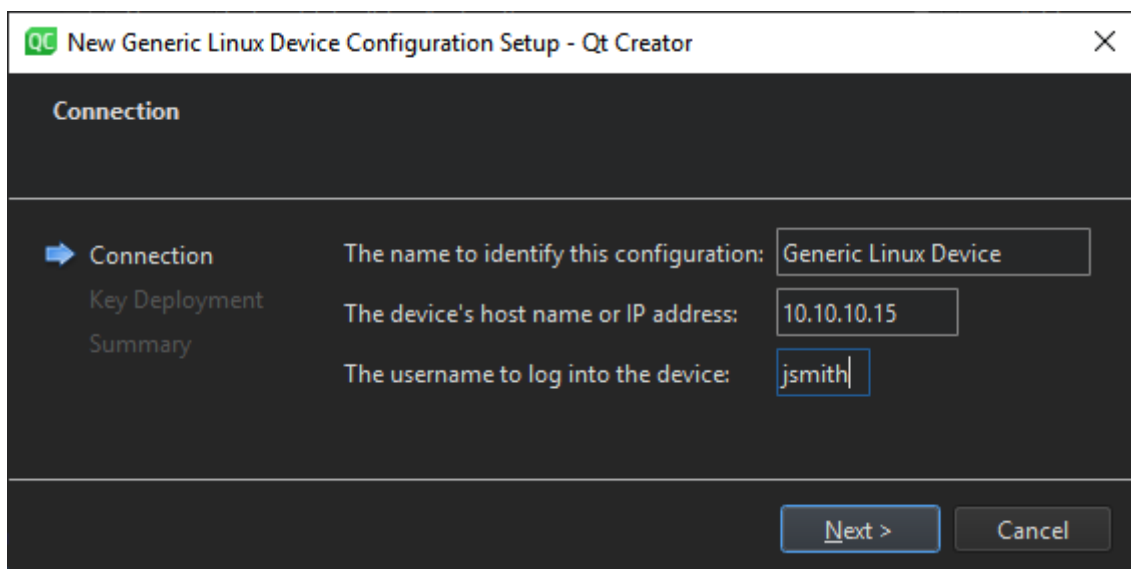 QC New Generic Linux Device Configuration Setup - Qt Creator
Connection
Connection
Key Deployment
Summary
The name to identify this configuration: Generic Linux Device
The device's host name or IP address: 10.10.10.15
The username to log into the device: jsmith
Next > Cancel